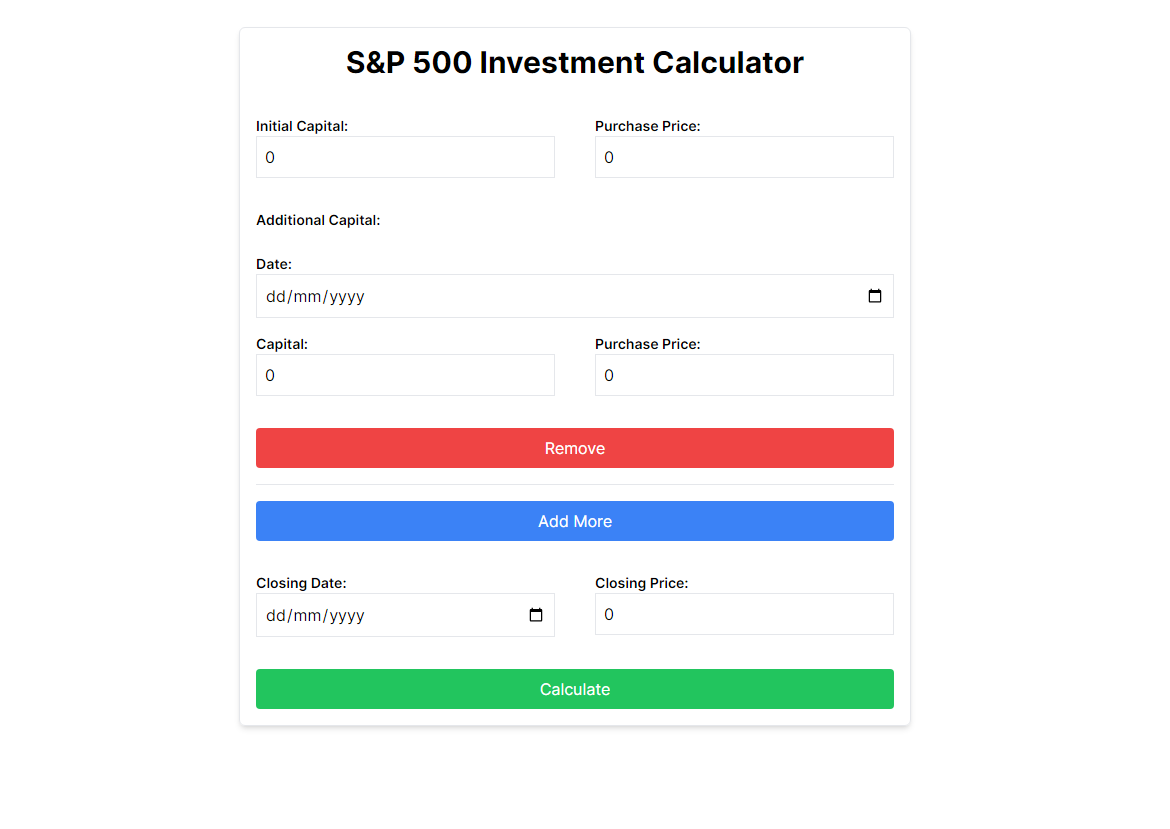 S&P 500 Investment Calculator
Initial Capital: Purchase Price:
0 0
Additional Capital:
Date:
dd/mm/yyyy
Capital: Purchase Price:
0 0
Remove
Add More
Closing Date: Closing Price:
dd/mm/yyyy 0
Calculate